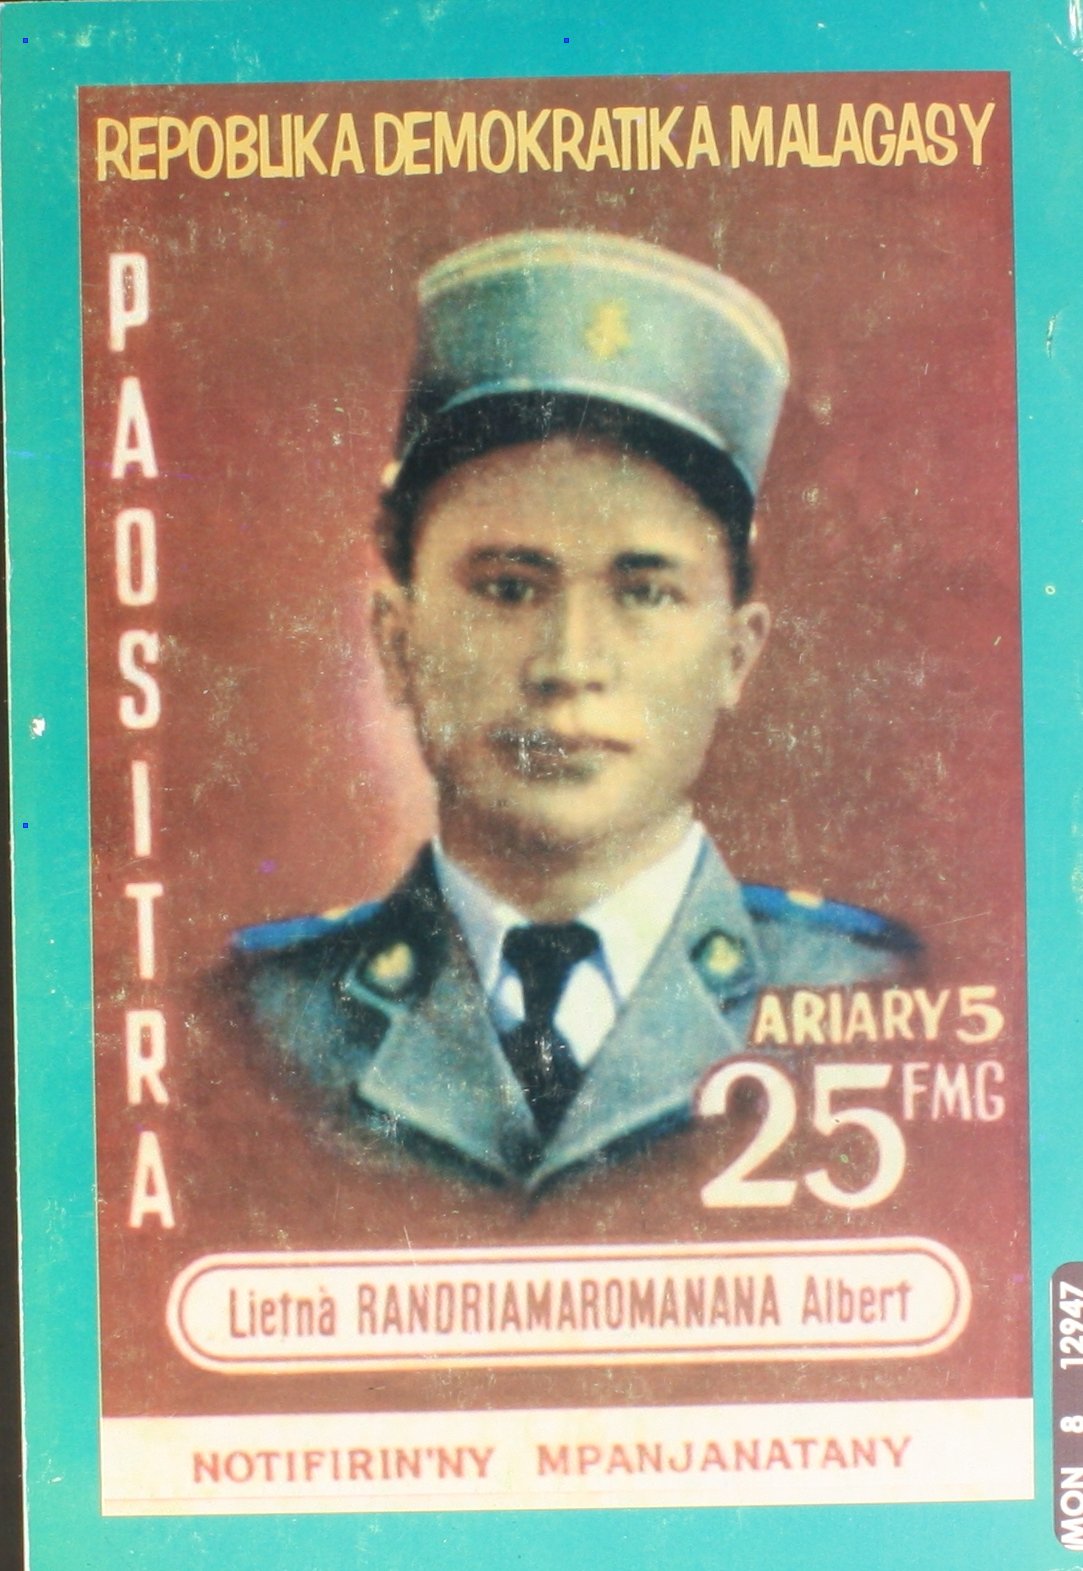 REPOBLIKA DEMOKRATIKA MALAGASY
PAOSITRA
ARIARY 5
25 FMG
Lietnà RANDRIAMAROMANANA Albert
NOTIFIRIN'NY MPANJANATANY
MON 8 12947